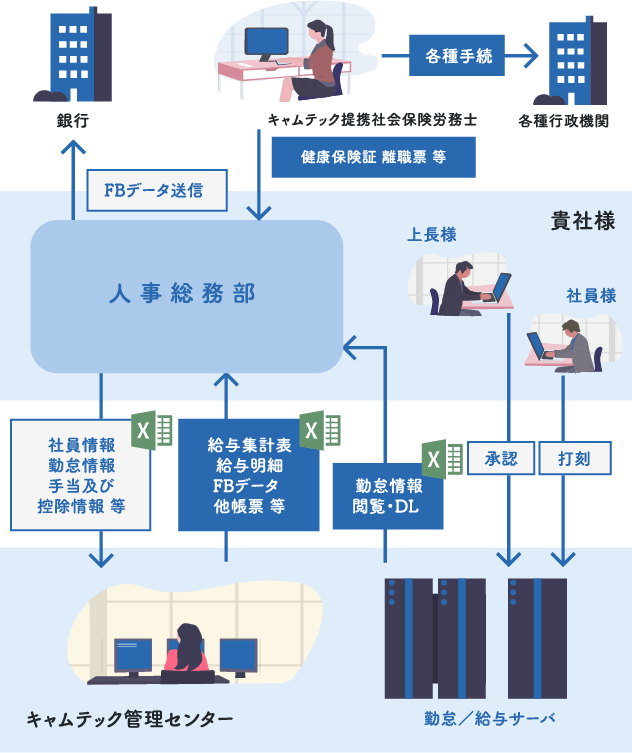 各種手続
銀行
キャムテック提携社会保険労務士
各種行政機関
健康保険証 離職票 等
FBデータ送信
貴社様
上長様
人事総務部
社員様
X
社員情報
勤怠情報
手当及び
控除情報 等
X
給与集計表
給与明細
FBデータ
他帳票 等
X
勤怠情報
閲覧・DL
承認
打刻
キャムテック管理センター
勤怠／給与サーバ